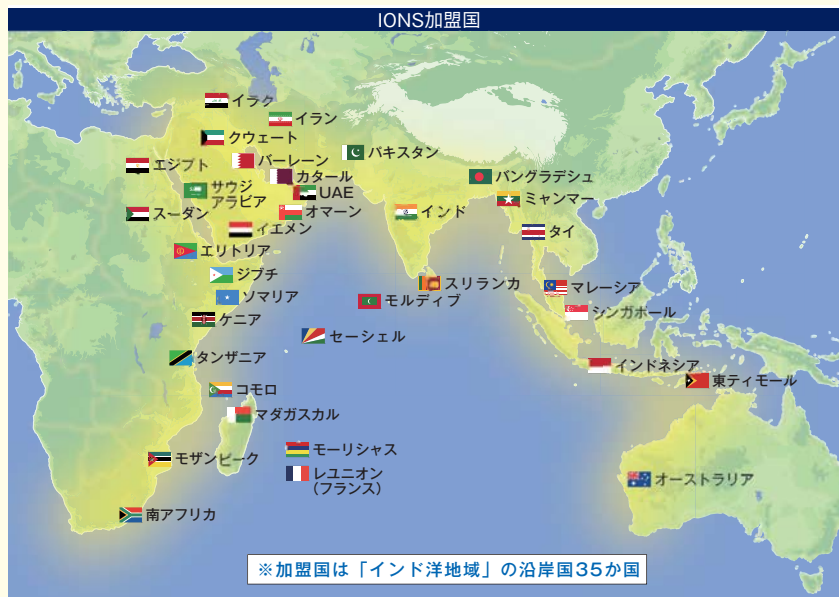 IONS加盟国
イラク
イラン
クウェート
パキスタン
エジプト
バーレーン
カタール
バングラデシュ
サウジ
アラビア
UAE
ミャンマー
スーダン
オマーン
インド
イエメン
タイ
エリトリア
ジブチ
スリランカ
マレーシア
ソマリア
モルディブ
シンガポール
ケニア
セーシェル
タンザニア
インドネシア
東ティモール
コモロ
マダガスカル
モーリシャス
モザンビーク
レユニオン
(フランス)
オーストラリア
南アフリカ
※加盟国は「インド洋地域」の沿岸国35か国